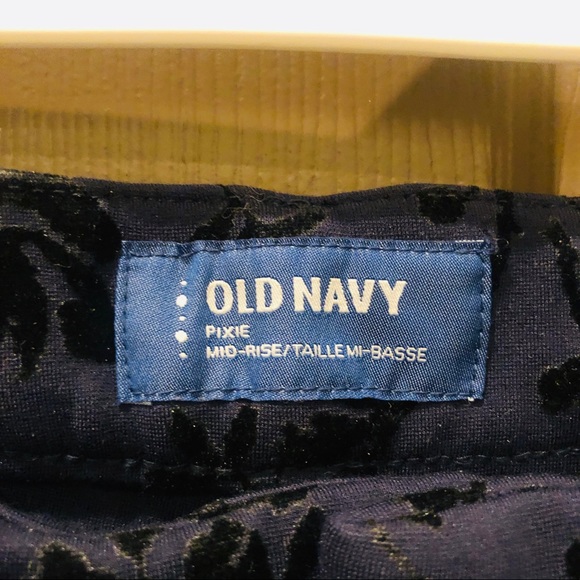 OLD NAVY
PIXIE
MID-RISE/TAILLE MI-BASSE